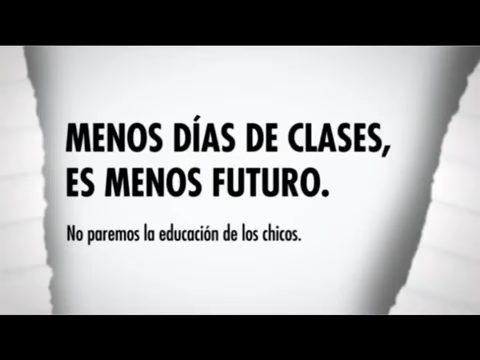 MENOS DÍAS DE CLASES,
ES MENOS FUTURO.
No paremos la educación de los chicos.